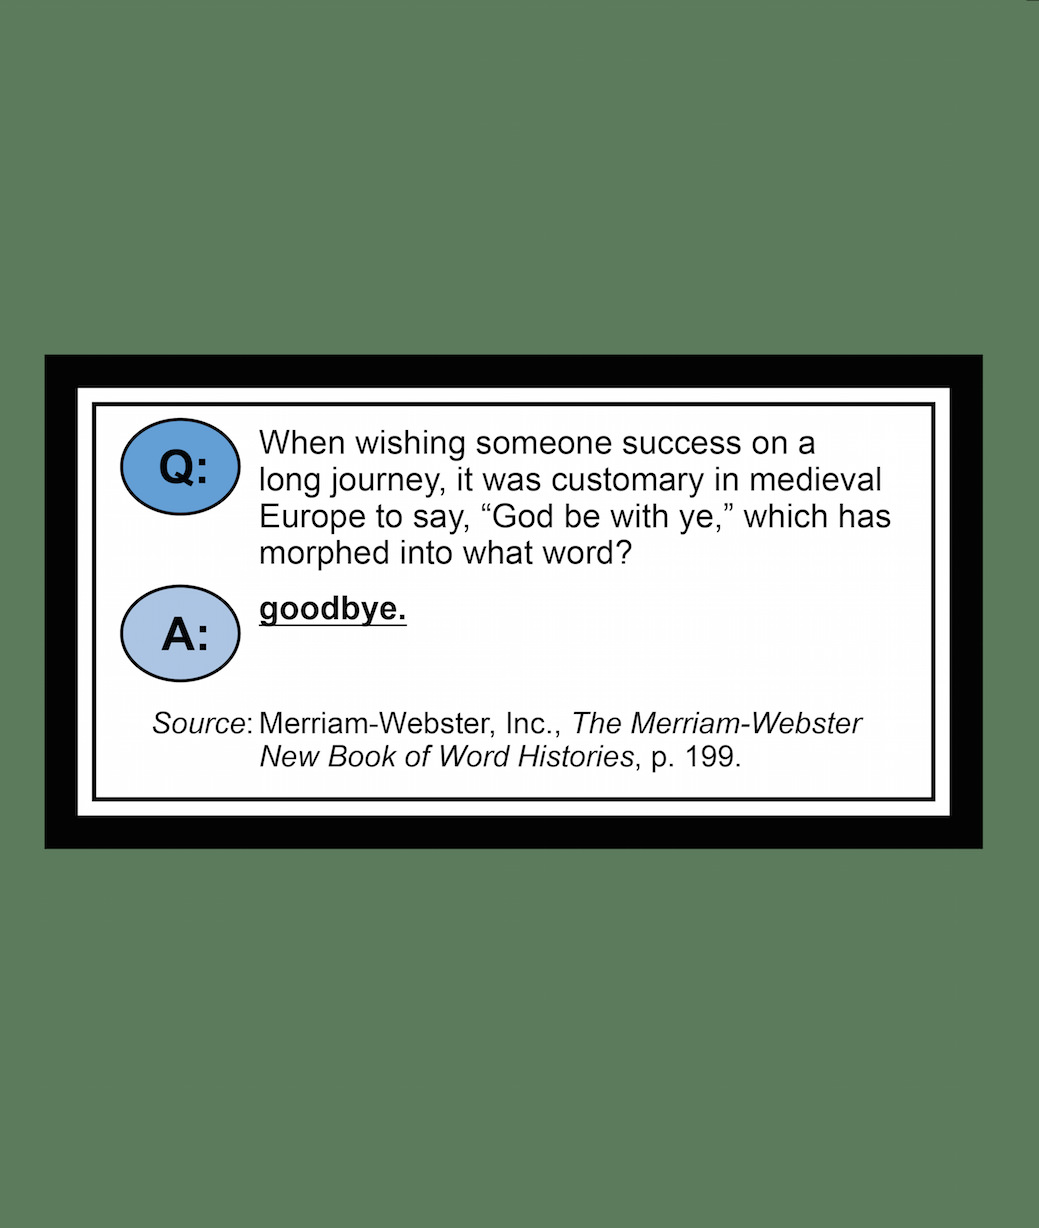 Q: When wishing someone success on a
long journey, it was customary in medieval
Europe to say, “God be with ye,” which has
morphed into what word?
A: goodbye.
Source: Merriam-Webster, Inc., The Merriam-Webster
New Book of Word Histories, p. 199.